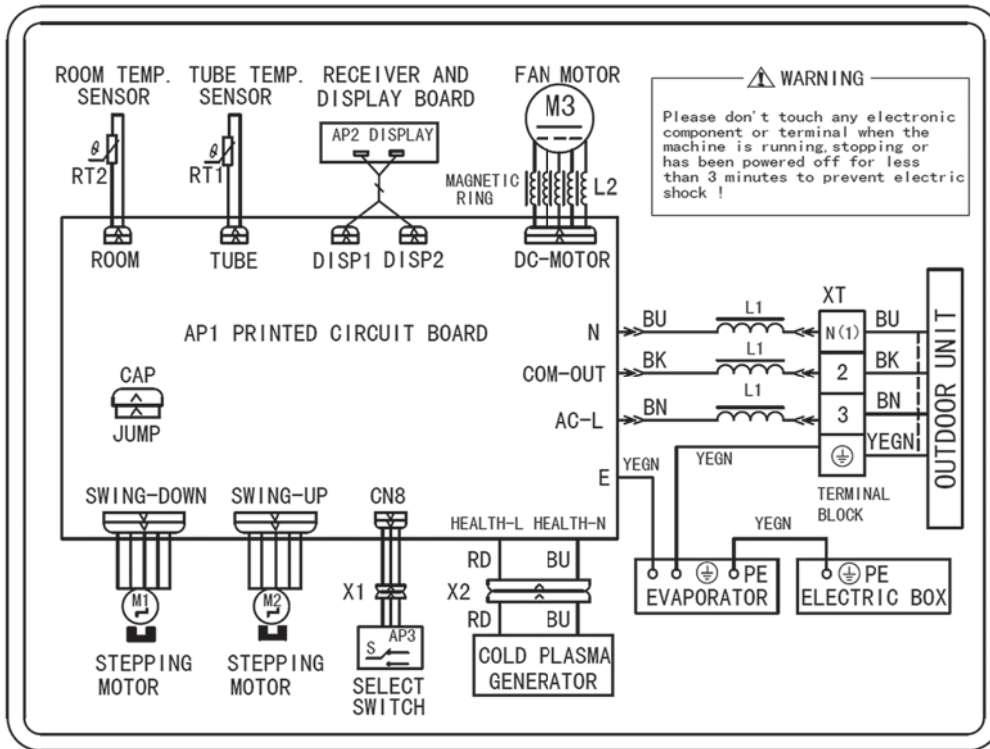 ROOM TEMP. SENSOR
TUBE TEMP. SENSOR
RECEIVER AND DISPLAY BOARD
FAN MOTOR
WARNING
Please don't touch any electronic
component or terminal when the
machine is running, stopping or
has been powered off for less
than 3 minutes to prevent electric
shock !
AP2 DISPLAY
M3
θ
RT2
θ
RT1
MAGNETIC RING
L2
ROOM
TUBE
DISP1
DISP2
DC-MOTOR
AP1 PRINTED CIRCUIT BOARD
N
BU
L1
XT
N(1)
BU
COM-OUT
BK
L1
2
BK
AC-L
BN
L1
3
BN
YEGN
OUTDOOR UNIT
CAP
JUMP
E
YEGN
YEGN
TERMINAL BLOCK
SWING-DOWN
SWING-UP
CN8
HEALTH-L
HEALTH-N
YEGN
RD
BU
X1
X2
PE
EVAPORATOR
PE
ELECTRIC BOX
M1
M2
RD
BU
S
AP3
STEPPING MOTOR
STEPPING MOTOR
SELECT SWITCH
COLD PLASMA GENERATOR